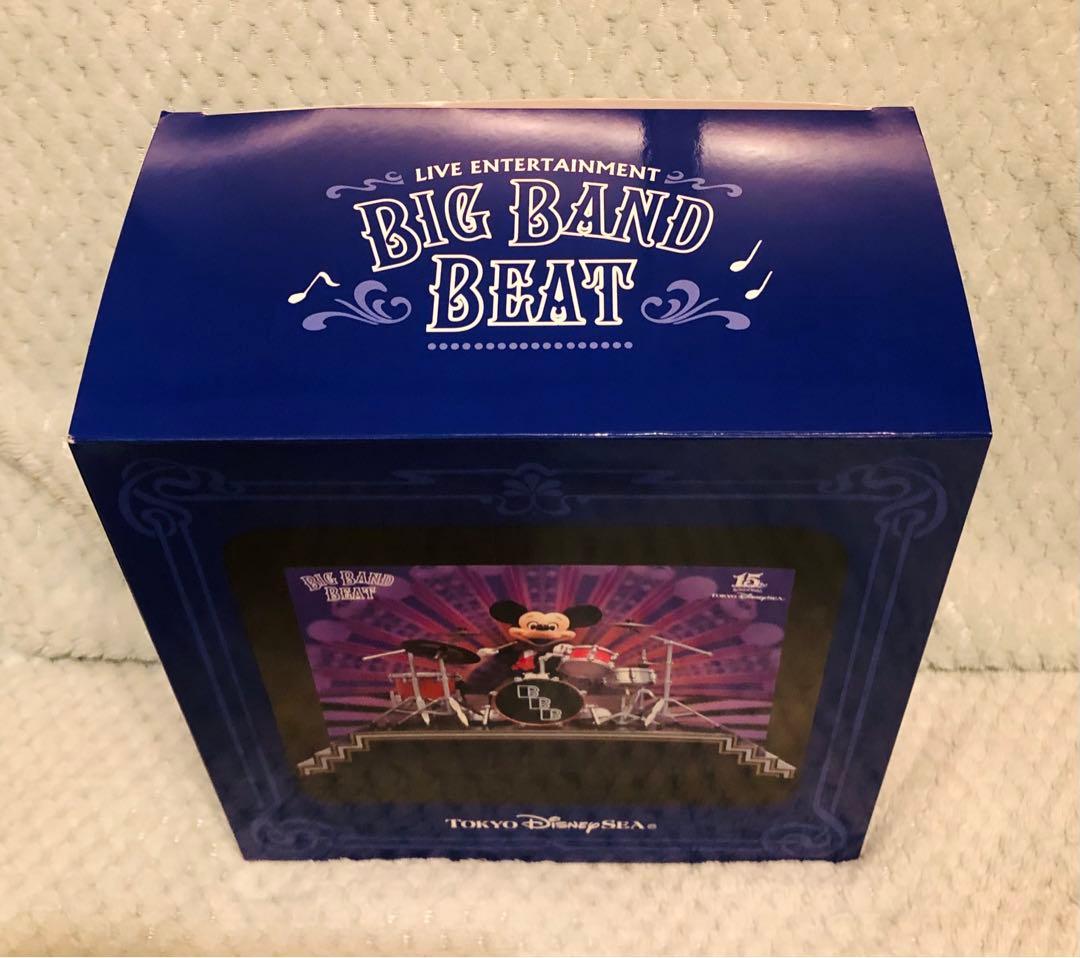 LIVE ENTERTAINMENT
BIG BAND
BEAT
BIG BAND
BEAT
15
TOKYO DisneySEA
BBB
TOKYO DisneySEA®